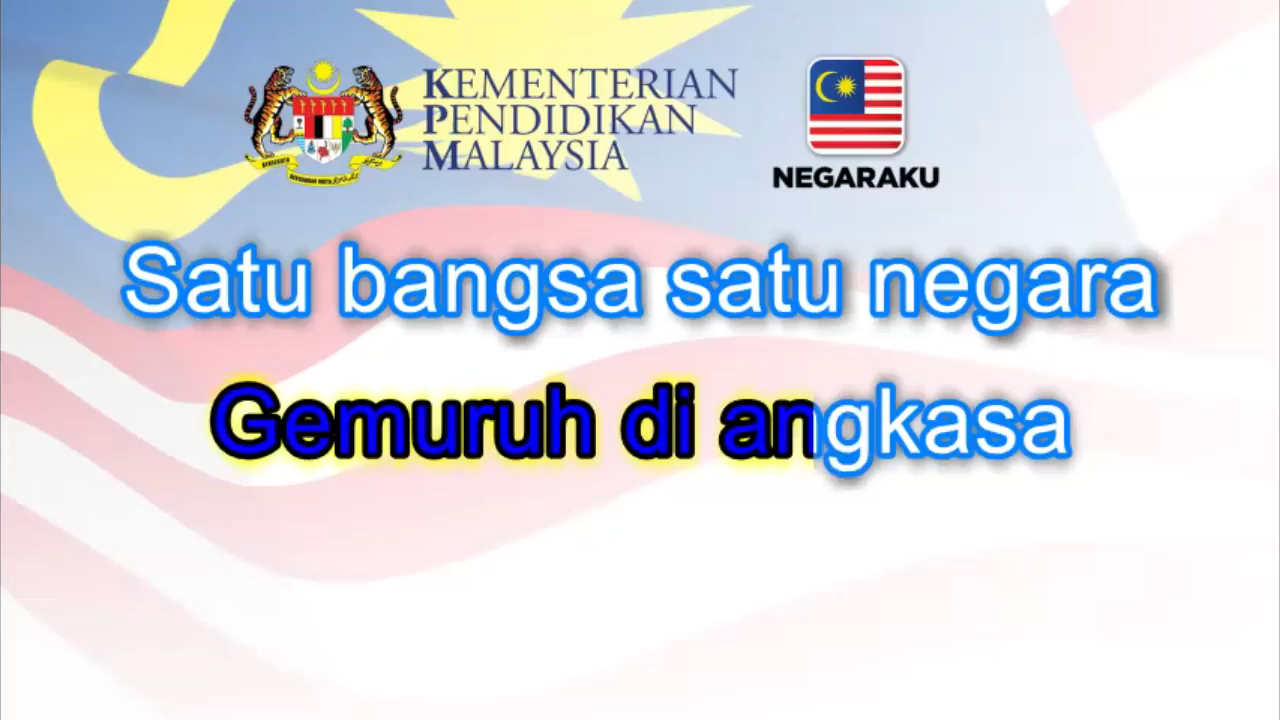 KEMENTERIAN
PENDIDIKAN
MALAYSIA
NEGARAKU
Satu bangsa satu negara
Gemuruh di angkasa